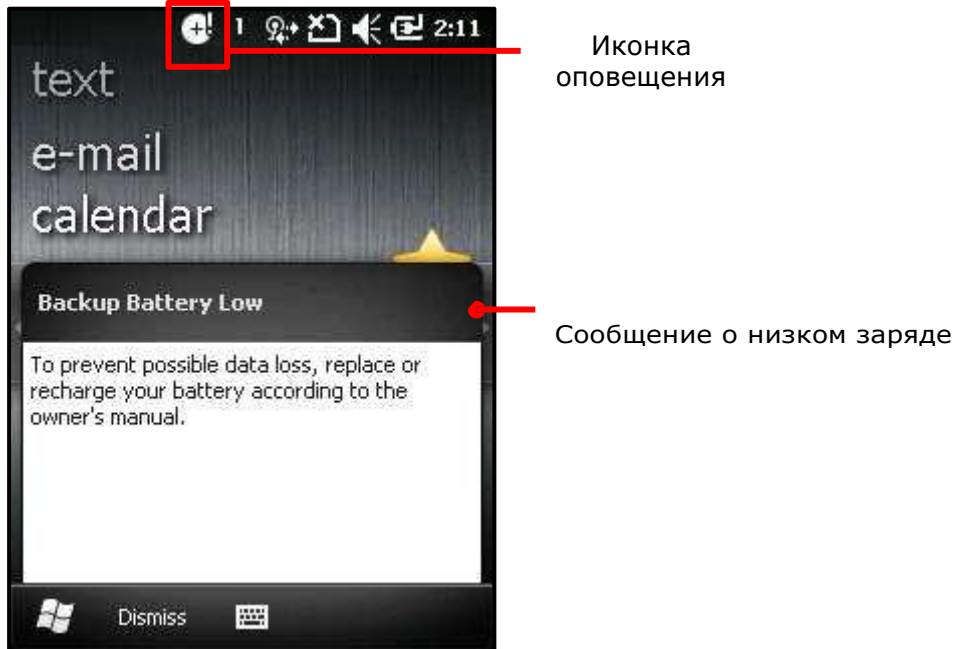 1 2:11
Иконка
оповещения
text
e-mail
calendar
Backup Battery Low
Сообщение о низком заряде
To prevent possible data loss, replace or
recharge your battery according to the
owner's manual.
Dismiss